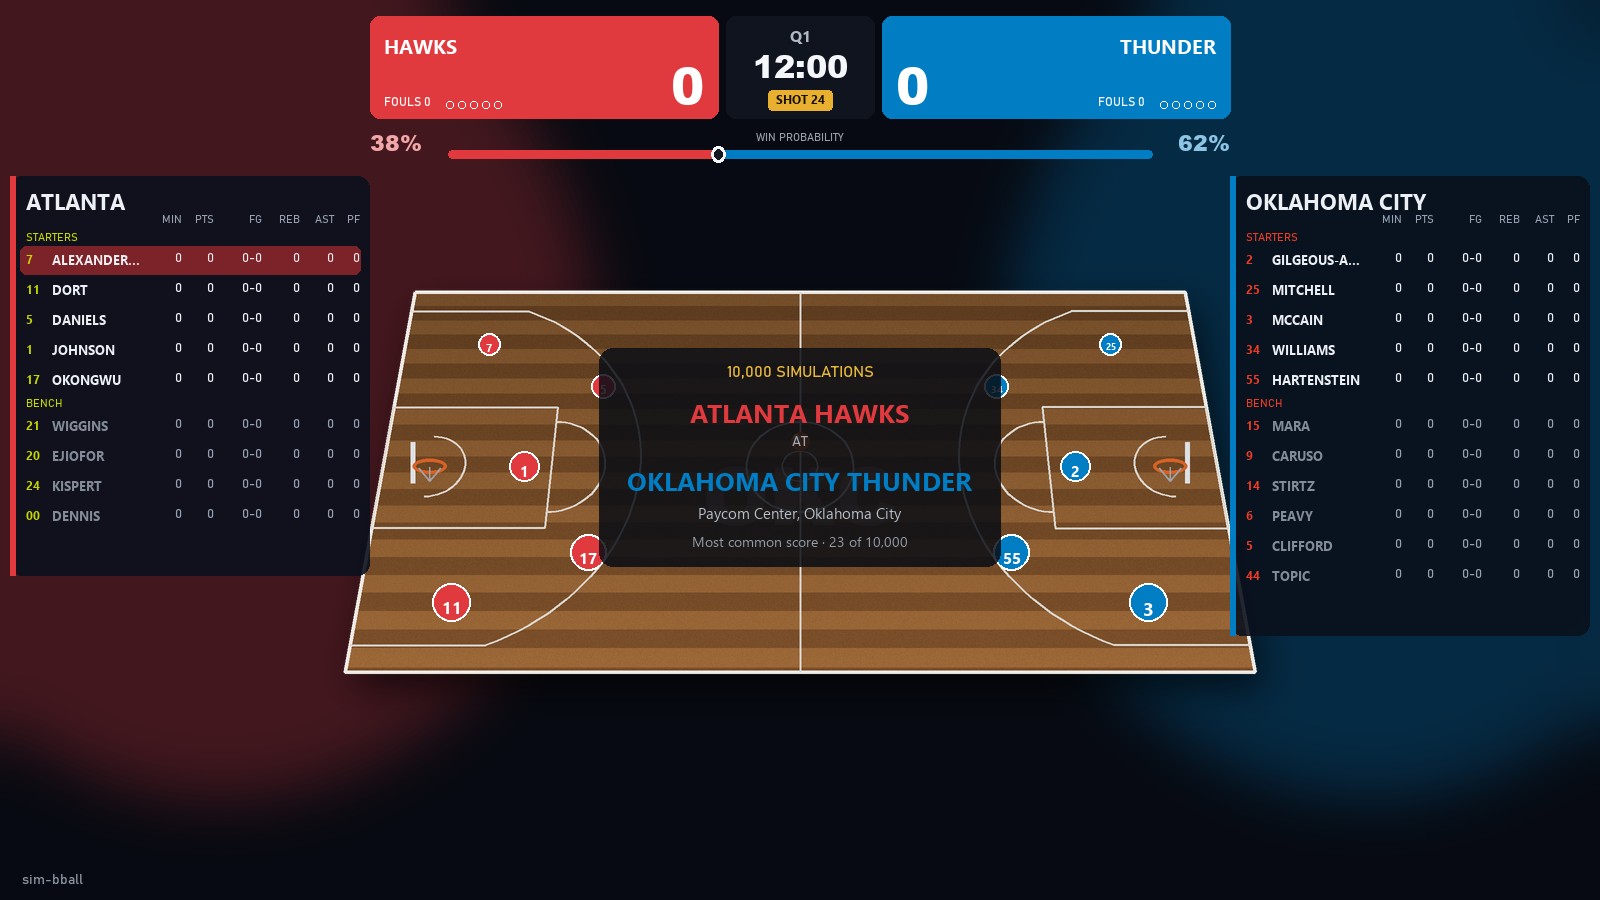 HAWKS
0
FOULS 0
Q1
12:00
SHOT 24
THUNDER
0
FOULS 0
38%
WIN PROBABILITY
62%
ATLANTA
MIN PTS FG REB AST PF
STARTERS
7 ALEXANDER... 0 0 0-0 0 0 0
11 DORT 0 0 0-0 0 0 0
5 DANIELS 0 0 0-0 0 0 0
1 JOHNSON 0 0 0-0 0 0 0
17 OKONGWU 0 0 0-0 0 0 0
BENCH
21 WIGGINS 0 0 0-0 0 0 0
20 EJIOFOR 0 0 0-0 0 0 0
24 KISPERT 0 0 0-0 0 0 0
00 DENNIS 0 0 0-0 0 0 0
7
5
1
17
11
10,000 SIMULATIONS
ATLANTA HAWKS
AT
OKLAHOMA CITY THUNDER
Paycom Center, Oklahoma City
Most common score · 23 of 10,000
25
34
2
55
3
OKLAHOMA CITY
MIN PTS FG REB AST PF
STARTERS
2 GILGEOUS-A... 0 0 0-0 0 0 0
25 MITCHELL 0 0 0-0 0 0 0
3 MCCAIN 0 0 0-0 0 0 0
34 WILLIAMS 0 0 0-0 0 0 0
55 HARTENSTEIN 0 0 0-0 0 0 0
BENCH
15 MARA 0 0 0-0 0 0 0
9 CARUSO 0 0 0-0 0 0 0
14 STIRTZ 0 0 0-0 0 0 0
6 PEAVY 0 0 0-0 0 0 0
5 CLIFFORD 0 0 0-0 0 0 0
44 TOPIC 0 0 0-0 0 0 0
sim-bball